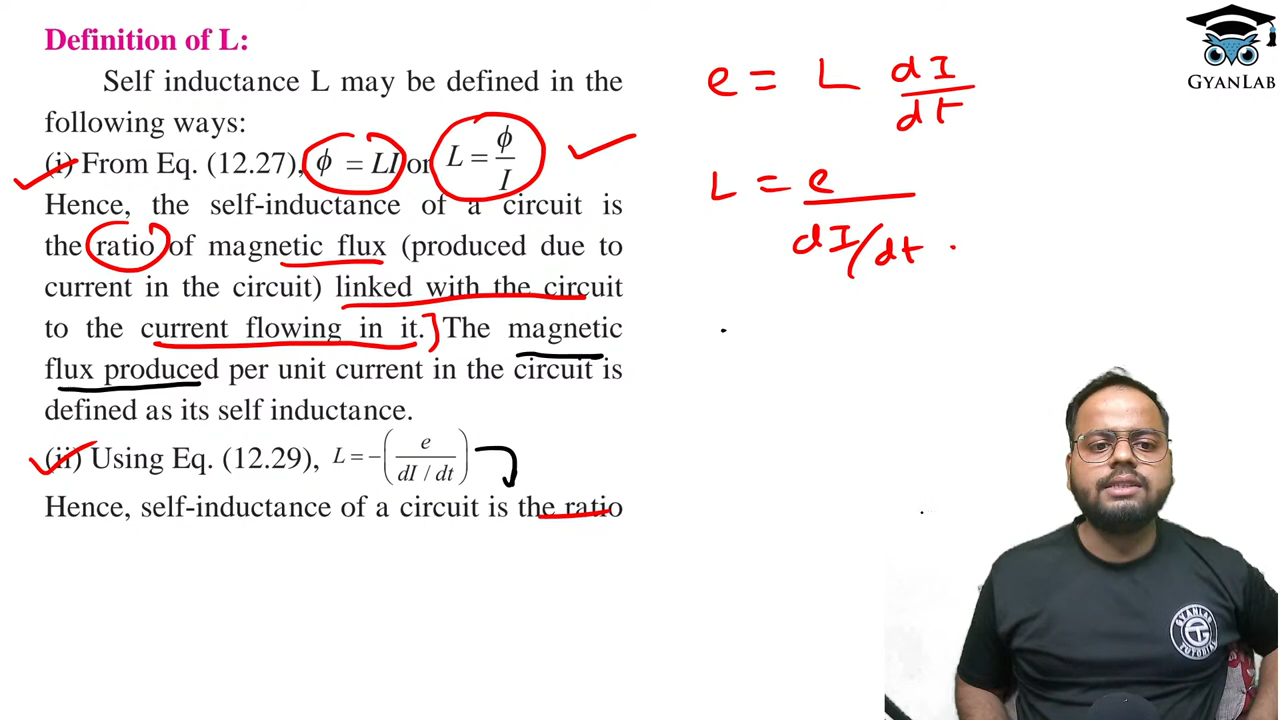 Definition of L:
Self inductance L may be defined in the
following ways:
(i) From Eq. (12.27), ϕ = LI or L = ϕ/I
Hence, the self-inductance of a circuit is
the ratio of magnetic flux (produced due to
current in the circuit) linked with the circuit
to the current flowing in it.] The magnetic
flux produced per unit current in the circuit is
defined as its self inductance.
(ii) Using Eq. (12.29), L = −(e/(dI / dt))
Hence, self-inductance of a circuit is the ratio
e = L dI/dt
L = e/(dI/dt)
GYANLAB
GYANLAB
TUTORIAL